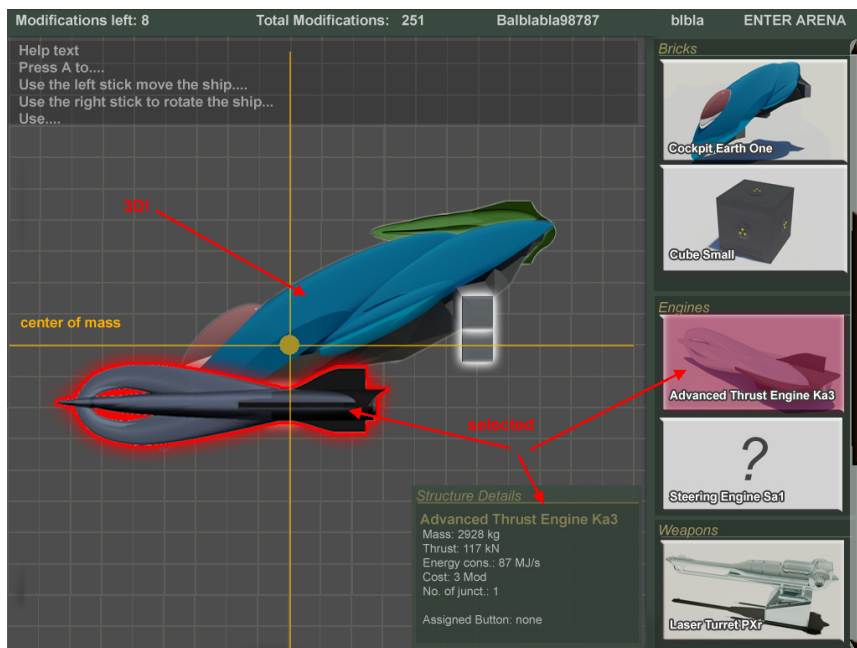 Modifications left: 8 Total Modifications: 251 Balblabla98787 blbla ENTER ARENA
Help text
Press A to....
Use the left stick move the ship....
Use the right stick to rotate the ship...
Use....
3D!
center of mass
selected
Structure Details
Advanced Thrust Engine Ka3
Mass: 2928 kg
Thrust: 117 kN
Energy cons.: 87 MJ/s
Cost: 3 Mod
No. of junct.: 1
Assigned Button: none
Bricks
Cockpit Earth One
Cube Small
Engines
Advanced Thrust Engine Ka3
?
Steering Engine Sa1
Weapons
Laser Turret PXr